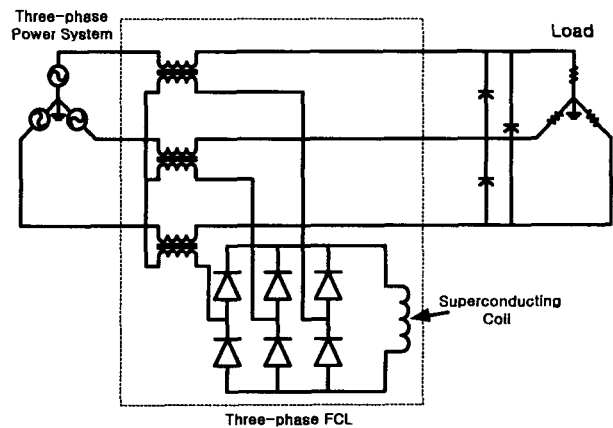 Three-phase
Power System
Load
Superconducting
Coil
Three-phase FCL